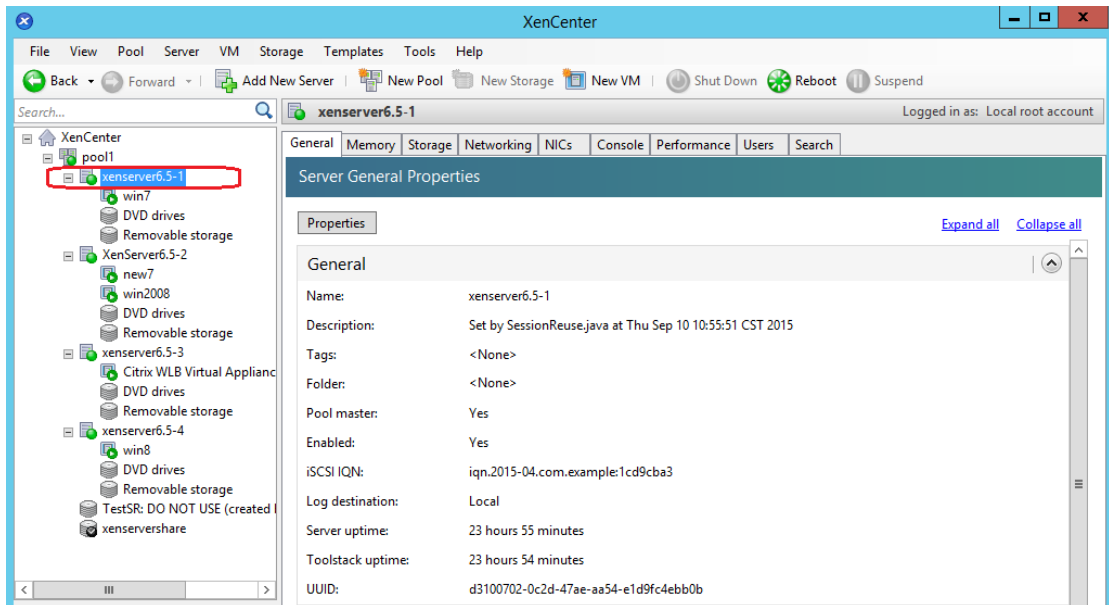 XenCenter
File View Pool Server VM Storage Templates Tools Help
Back Forward Add New Server New Pool New Storage New VM Shut Down Reboot Suspend
Search...
xenserver6.5-1 Logged in as: Local root account
XenCenter
pool1
xenserver6.5-1
win7
DVD drives
Removable storage
XenServer6.5-2
new7
win2008
DVD drives
Removable storage
xenserver6.5-3
Citrix WLB Virtual Applianc
DVD drives
Removable storage
xenserver6.5-4
win8
DVD drives
Removable storage
TestSR: DO NOT USE (created
xenservershare
General Memory Storage Networking NICs Console Performance Users Search
Server General Properties
Properties Expand all Collapse all
General
Name: xenserver6.5-1
Description: Set by SessionReuse.java at Thu Sep 10 10:55:51 CST 2015
Tags: <None>
Folder: <None>
Pool master: Yes
Enabled: Yes
iSCSI IQN: iqn.2015-04.com.example:1cd9cba3
Log destination: Local
Server uptime: 23 hours 55 minutes
Toolstack uptime: 23 hours 54 minutes
UUID: d3100702-0c2d-47ae-aa54-e1d9fc4ebb0b